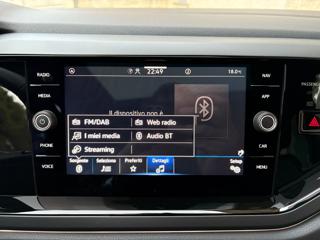 RADIO
MEDIA
PHONE
VOICE
22:49
18.0
Il dispositivo non è
FM/DAB
Web radio
I miei media
Audio BT
Streaming
Sorgente
Seleziona
Preferiti
Dettagli
Setup
NAV
APP
CAR
MENU
PASSENGER